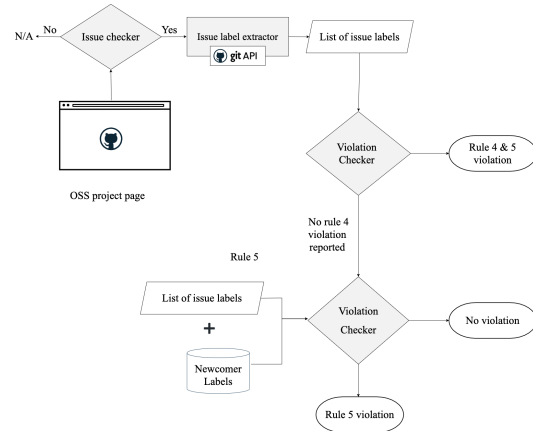 N/A
No
Issue checker
Yes
Issue label extractor
git API
List of issue labels
OSS project page
Violation
Checker
Rule 4 & 5
violation
No rule 4
violation
reported
Rule 5
List of issue labels
+
Newcomer
Labels
Violation
Checker
No violation
Rule 5 violation